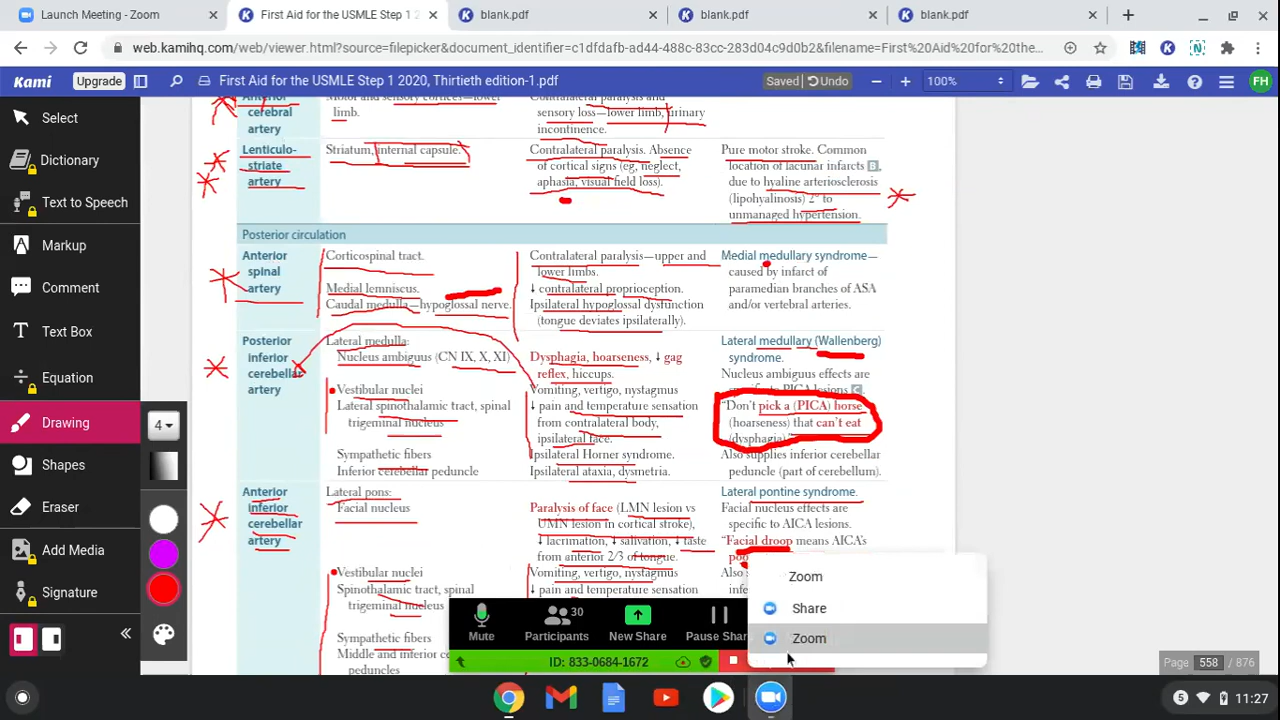 Launch Meeting - Zoom
First Aid for the USMLE Step 1 2
blank.pdf
blank.pdf
blank.pdf
web.kamihq.com/web/viewer.html?source=filepicker&document_identifier=c1dfdafb-ad44-488c-83cc-283d04c9d0b2&filename=First%20Aid%20for%20the...
Kami
Upgrade
First Aid for the USMLE Step 1 2020, Thirtieth edition-1.pdf
Saved
Undo
100%
FH
Select
Dictionary
Text to Speech
Markup
Comment
Text Box
Equation
Drawing
Shapes
Eraser
Add Media
Signature
4
Anterior
cerebral
artery
Motor and sensory cortices—lower
limb.
Contralateral paralysis and
sensory loss—lower limb, urinary
incontinence.
Lenticulo-
striate
artery
Striatum, internal capsule.
Contralateral paralysis. Absence
of cortical signs (eg, neglect,
aphasia, visual field loss).
Pure motor stroke. Common
location of lacunar infarcts B,
due to hyaline arteriosclerosis
(lipohyalinosis) 2° to
unmanaged hypertension.
Posterior circulation
Anterior
spinal
artery
Corticospinal tract.
Medial lemniscus.
Caudal medulla—hypoglossal nerve.
Contralateral paralysis—upper and
lower limbs.
↓ contralateral proprioception.
Ipsilateral hypoglossal dysfunction
(tongue deviates ipsilaterally).
Medial medullary syndrome—
caused by infarct of
paramedian branches of ASA
and/or vertebral arteries.
Posterior
inferior
cerebellar
artery
Lateral medulla:
Nucleus ambiguus (CN IX, X, XI)
Vestibular nuclei
Lateral spinothalamic tract, spinal
trigeminal nucleus
Sympathetic fibers
Inferior cerebellar peduncle
Dysphagia, hoarseness, ↓ gag
reflex, hiccups.
Vomiting, vertigo, nystagmus
↓ pain and temperature sensation
from contralateral body,
ipsilateral face.
Ipsilateral Horner syndrome.
Ipsilateral ataxia, dysmetria.
Lateral medullary (Wallenberg)
syndrome.
Nucleus ambiguus effects are
specific to PICA lesions C.
“Don’t pick a (PICA) horse
(hoarseness) that can’t eat
(dysphagia)
Also supplies inferior cerebellar
peduncle (part of cerebellum).
Anterior
inferior
cerebellar
artery
Lateral pons:
Facial nucleus
Vestibular nuclei
Spinothalamic tract, spinal
trigeminal nucleus
Sympathetic fibers
Middle and inferior
peduncles
Paralysis of face (LMN lesion vs
UMN lesion in cortical stroke),
↓ lacrimation, ↓ salivation, ↓ taste
from anterior 2/3 of tongue.
Vomiting, vertigo, nystagmus
↓ pain and temperature sensation
Lateral pontine syndrome.
Facial nucleus effects are
specific to AICA lesions.
“Facial droop means AICA’s
Also
Zoom
Share
Zoom
Mute
30
Participants
New Share
Pause Shar
ID: 833-0684-1672
Page 558 / 876
5
11:27